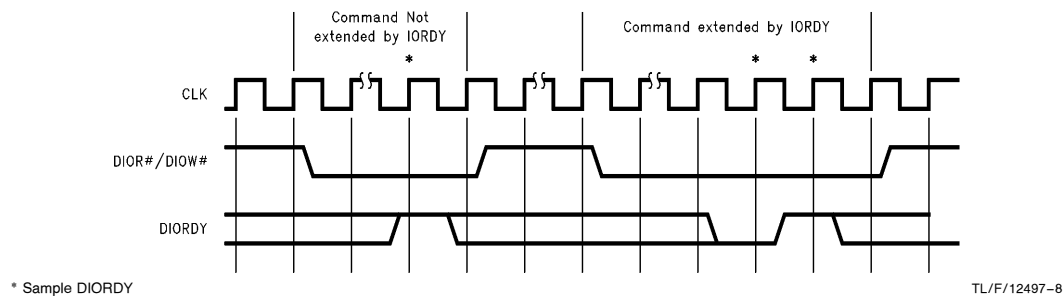 Command Not
extended by IORDY
Command extended by IORDY
*
* *
CLK
DIOR#/DIOW#
DIORDY
* Sample DIORDY
TL/F/12497–8